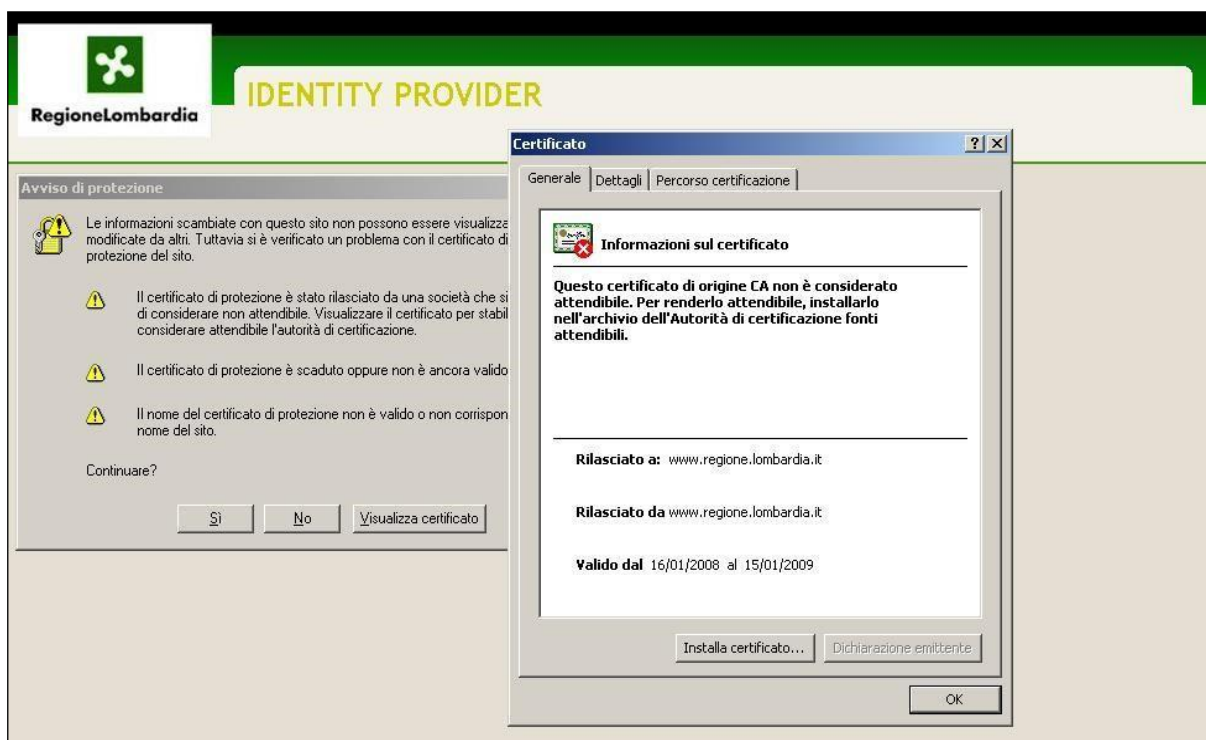 RegioneLombardia
IDENTITY PROVIDER
Avviso di protezione
Le informazioni scambiate con questo sito non possono essere
modificate da altri. Tuttavia si è verificato un problema con il certificato di
protezione del sito.
Il certificato di protezione è stato rilasciato da una società che si
di considerare non attendibile. Visualizzare il certificato per
considerare attendibile l'autorità di certificazione.
Il certificato di protezione è scaduto oppure non è ancora valido
Il nome del certificato di protezione non è valido o non
nome del sito.
Continuare?
Sì No Visualizza certificato
Certificato
Generale Dettagli Percorso certificazione
Informazioni sul certificato
Questo certificato di origine CA non è considerato
attendibile. Per renderlo attendibile, installarlo
nell'archivio dell'Autorità di certificazione fonti
attendibili.
Rilasciato a: www.regione.lombardia.it
Rilasciato da www.regione.lombardia.it
Valido dal 16/01/2008 al 15/01/2009
Installa certificato... Dichiarazione emittente
OK